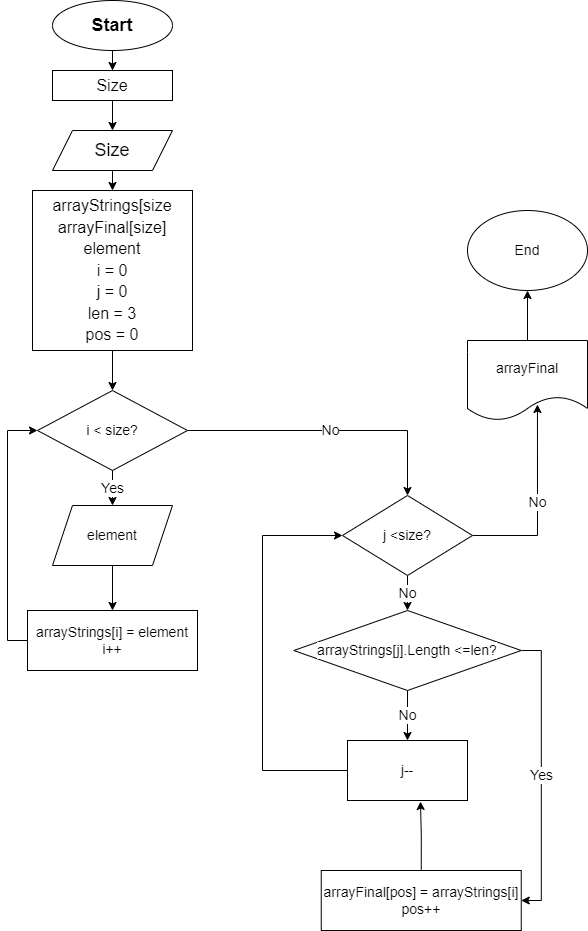 Start
Size
Size
arrayStrings[size
arrayFinal[size]
element
i = 0
j = 0
len = 3
pos = 0
i < size?
Yes
element
arrayStrings[i] = element
i++
No
j <size?
No
arrayStrings[j].Length <=len?
No
j--
Yes
arrayFinal[pos] = arrayStrings[i]
pos++
No
arrayFinal
End